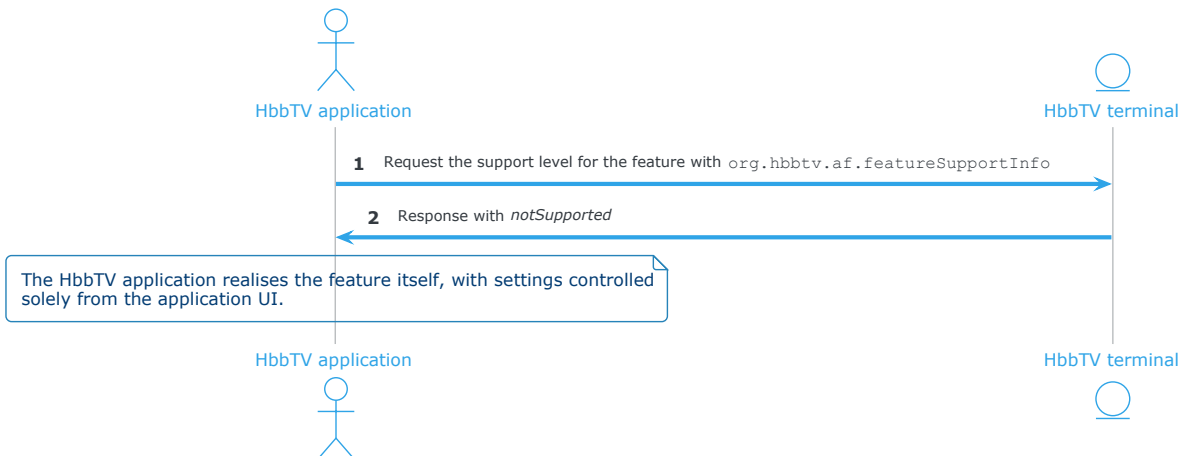 HbbTV application
HbbTV terminal
1 Request the support level for the feature with org.hbbtv.af.featureSupportInfo
2 Response with notSupported
The HbbTV application realises the feature itself, with settings controlled
solely from the application UI.
HbbTV application
HbbTV terminal